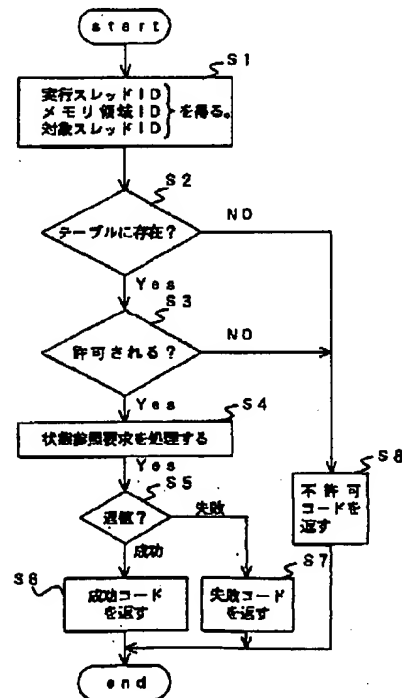 start
S1
実行スレッドID
メモリ領域ID
対象スレッドID
を得る。
S2
テーブルに存在?
NO
Yes
S3
許可される?
NO
Yes
S4
状態参照要求を処理する
Yes
S5
返値?
失敗
成功
S6
成功コード
を返す
S7
失敗コード
を返す
S8
不許可
コードを
返す
end